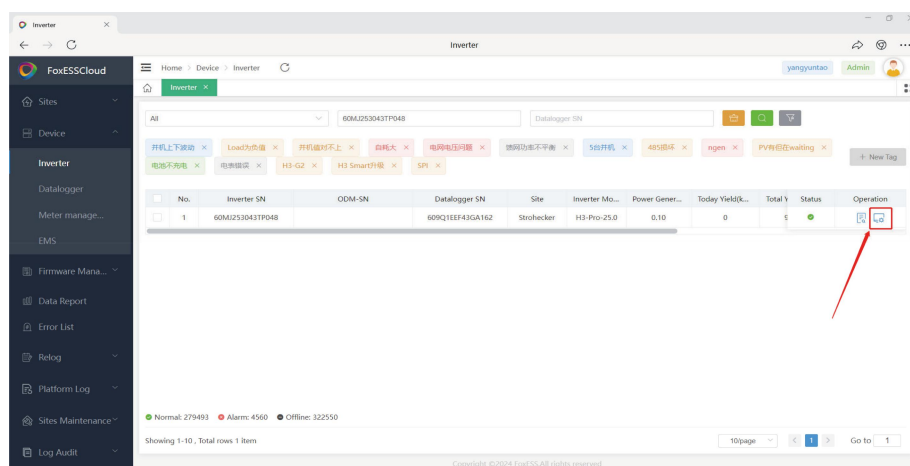 Inverter
Inverter
FoxESSCloud
Home > Device > Inverter
yangyuntao Admin
Inverter
Sites
Device
Inverter
Datalogger
Meter manage...
EMS
Firmware Mana...
Data Report
Error List
Relog
Platform Log
Sites Maintenance
Log Audit
All 60MJ253043TP048 Datalogger SN
并机上下波动 Load为负值 并机值对不上 自耗大 电网电压问题 馈网功率不平衡 5台并机 485损坏 ngen PV有但在waiting
电池不充电 电表错误 H3-G2 H3 Smart升级 SPI
+ New Tag
No. Inverter SN ODM-SN Datalogger SN Site Inverter Mo... Power Gener... Today Yield(k... Total Y Status Operation
1 60MJ253043TP048 609Q1EEF43GA162 Strohecker H3-Pro-25.0 0.10 0 9
Normal: 279493 Alarm: 4560 Offline: 322550
Showing 1-10 , Total rows 1 item
10/page 1 Go to 1
Copyright ©2024 FoxESS All rights reserved